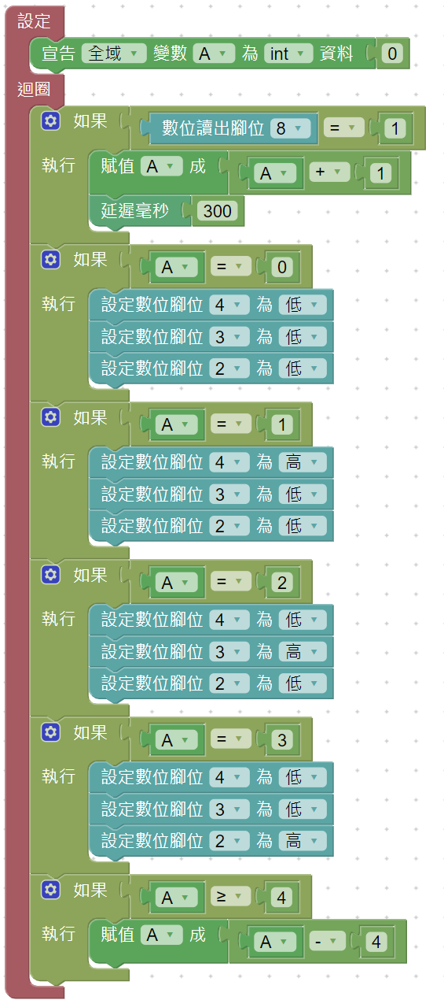 設定
宣告 全域 變數 A 為 int 資料 0
迴圈
如果 數位讀出腳位 8 = 1
執行 賦值 A 成 A + 1
延遲毫秒 300
如果 A = 0
執行 設定數位腳位 4 為 低
設定數位腳位 3 為 低
設定數位腳位 2 為 低
如果 A = 1
執行 設定數位腳位 4 為 高
設定數位腳位 3 為 低
設定數位腳位 2 為 低
如果 A = 2
執行 設定數位腳位 4 為 低
設定數位腳位 3 為 高
設定數位腳位 2 為 低
如果 A = 3
執行 設定數位腳位 4 為 低
設定數位腳位 3 為 低
設定數位腳位 2 為 高
如果 A ≥ 4
執行 賦值 A 成 A - 4